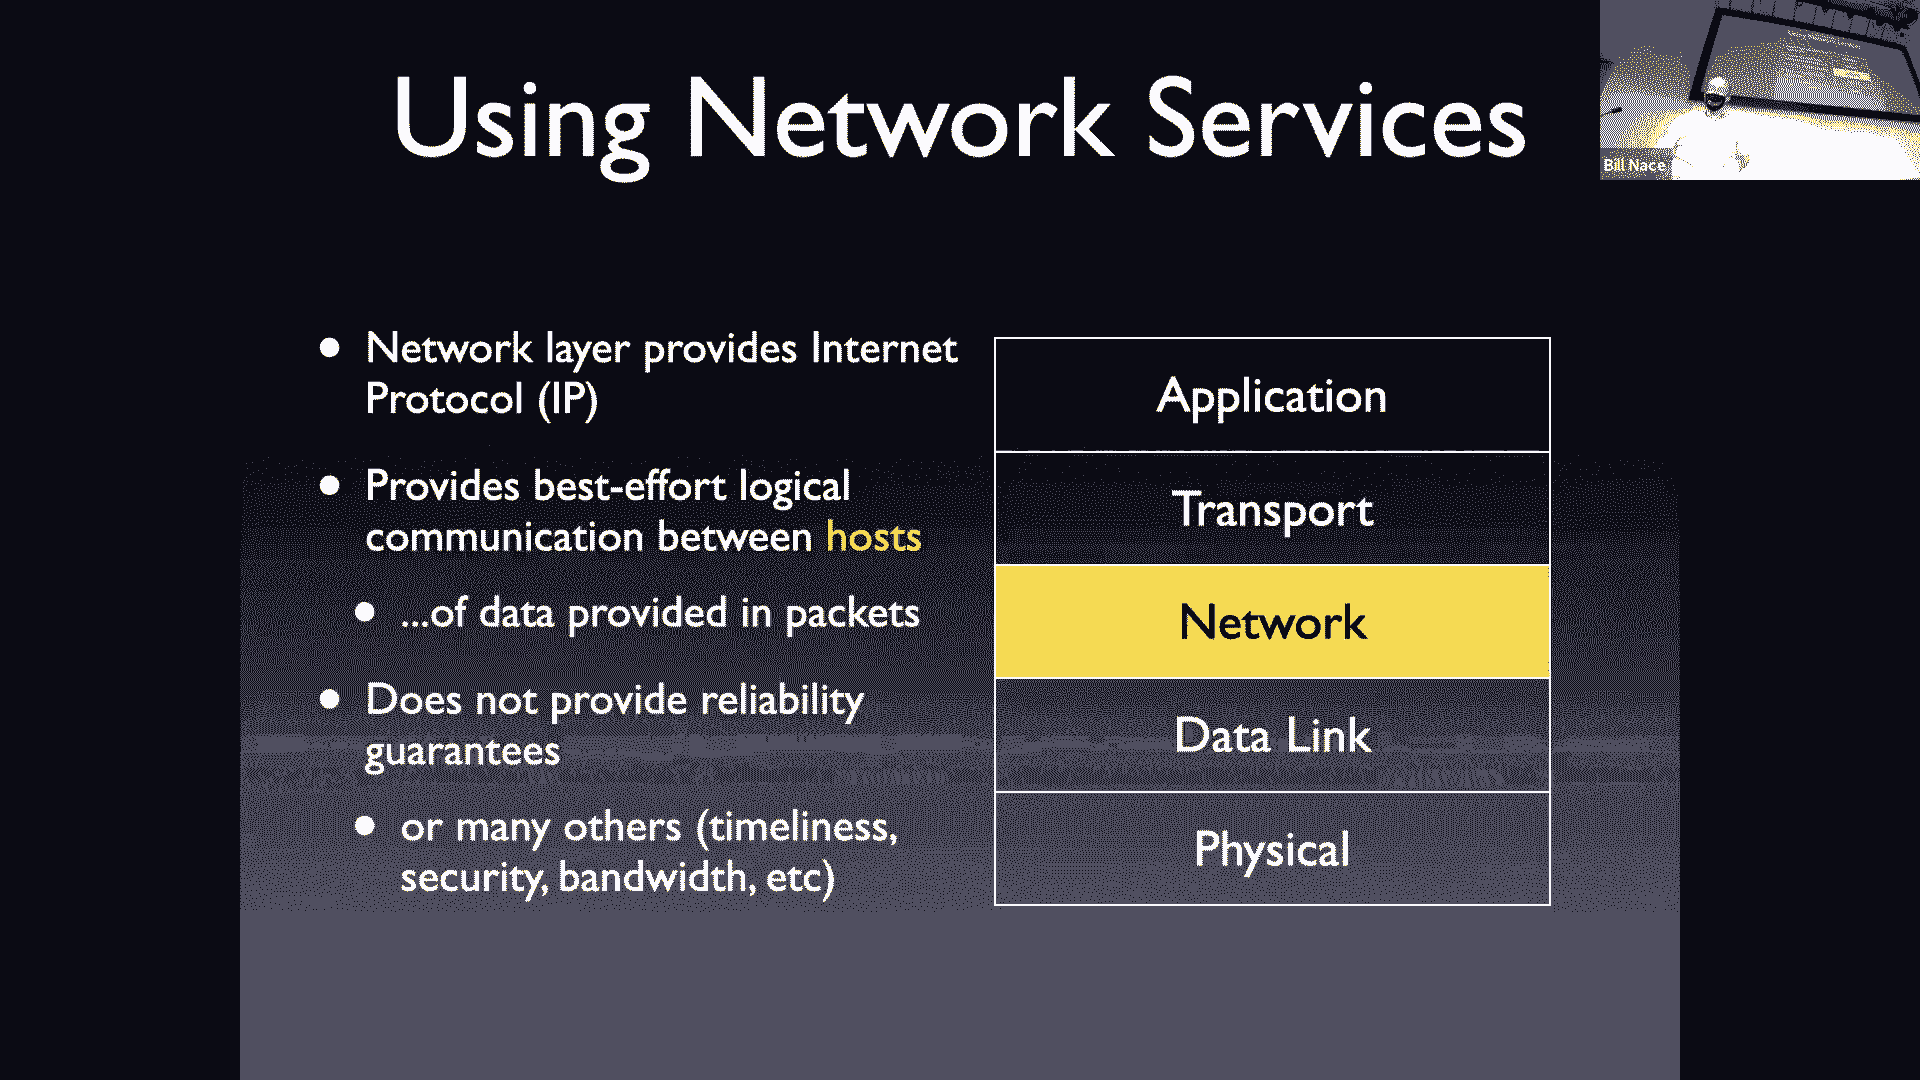 Using Network Services
Bill Nace
• Network layer provides Internet
Protocol (IP)
• Provides best-effort logical
communication between hosts
• ...of data provided in packets
• Does not provide reliability
guarantees
• or many others (timeliness,
security, bandwidth, etc)
Application
Transport
Network
Data Link
Physical